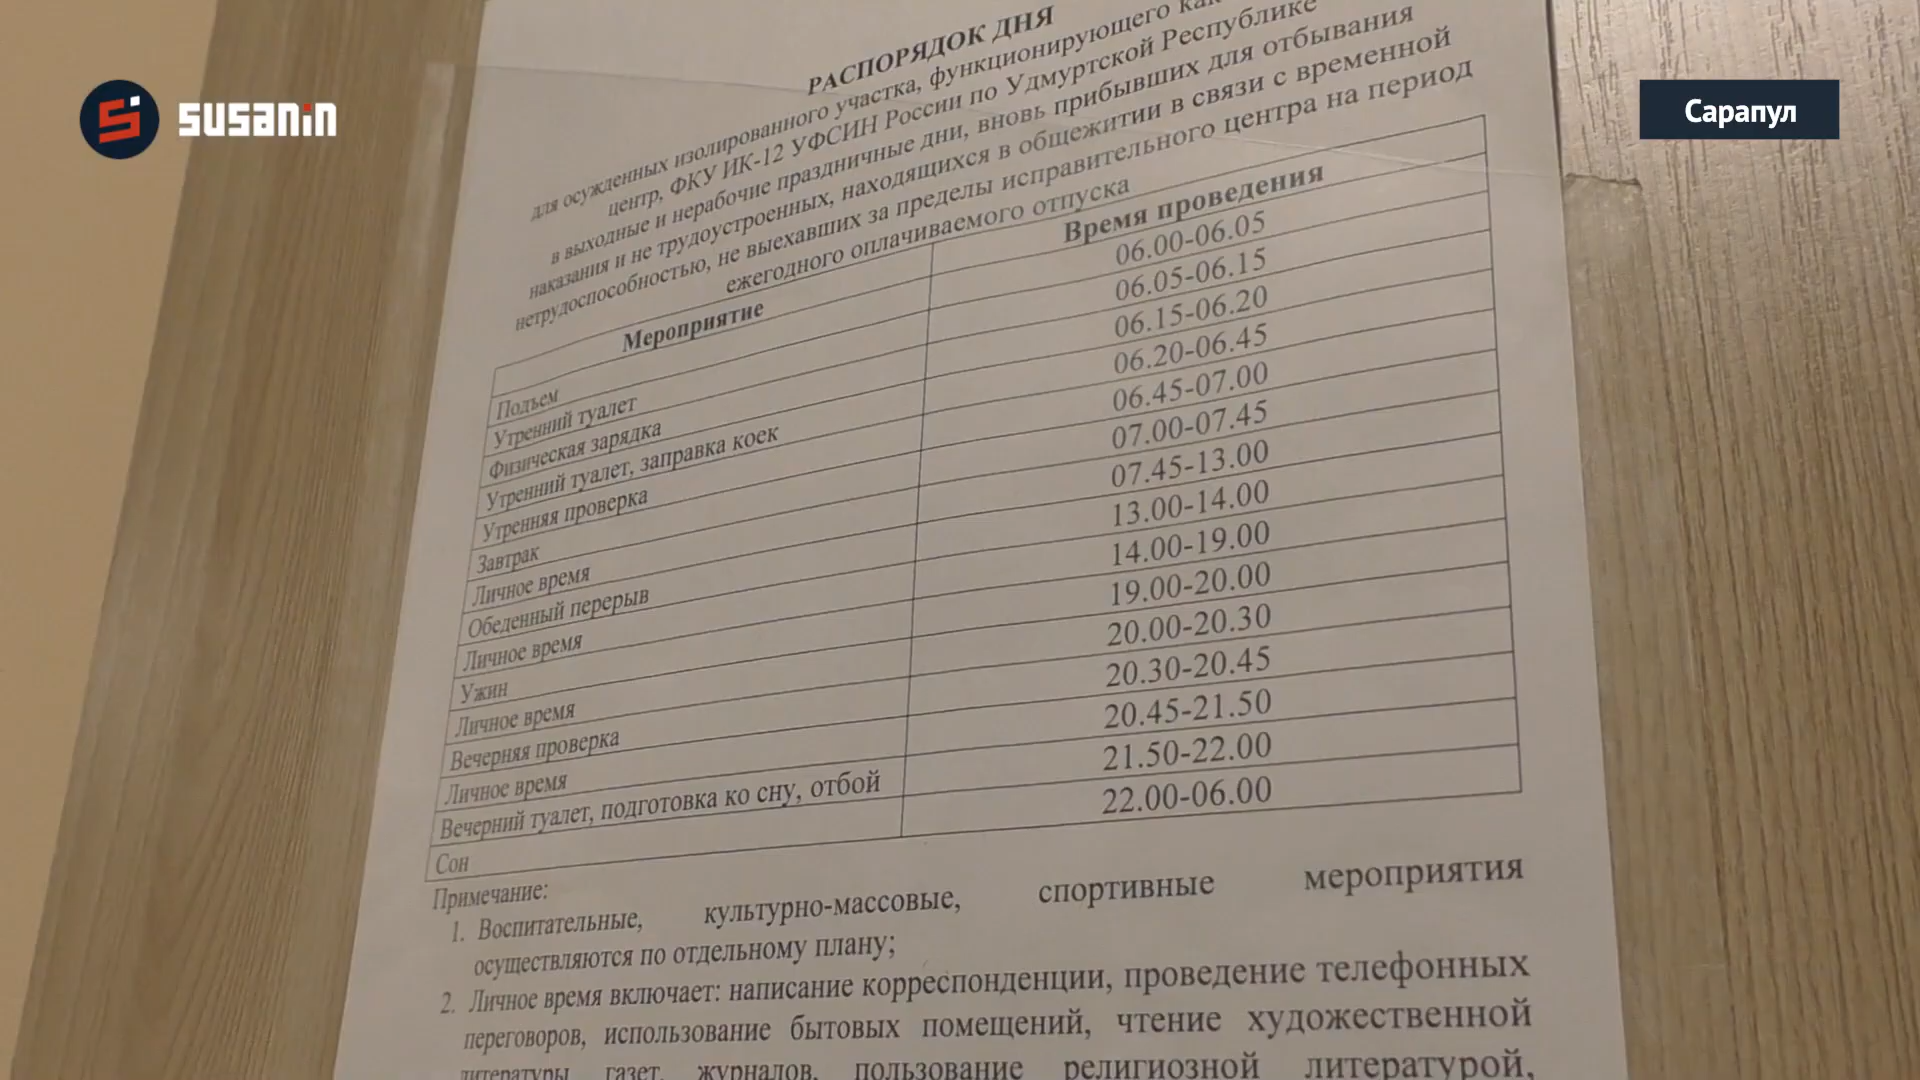 susanin
Сарапул
РАСПОРЯДОК ДНЯ
для осужденных изолированного участка, функционирующего как
центр, ФКУ ИК-12 УФСИН России по Удмуртской Республике
в выходные и нерабочие праздничные дни, вновь прибывших для отбывания
наказания и не трудоустроенных, находящихся в общежитии в связи с временной
нетрудоспособностью, не выехавших за пределы исправительного центра на период
ежегодного оплачиваемого отпуска
Мероприятие Время проведения
Подъем 06.00-06.05
Утренний туалет 06.05-06.15
Физическая зарядка 06.15-06.20
Утренний туалет, заправка коек 06.20-06.45
Утренняя проверка 06.45-07.00
Завтрак 07.00-07.45
Личное время 07.45-13.00
Обеденный перерыв 13.00-14.00
Личное время 14.00-19.00
Ужин 19.00-20.00
Личное время 20.00-20.30
Вечерняя проверка 20.30-20.45
Личное время 20.45-21.50
Вечерний туалет, подготовка ко сну, отбой 21.50-22.00
Сон 22.00-06.00
Примечание:
1. Воспитательные, культурно-массовые, спортивные мероприятия
осуществляются по отдельному плану;
2. Личное время включает: написание корреспонденции, проведение телефонных
переговоров, использование бытовых помещений, чтение художественной
литературы, газет, журналов, пользование религиозной литературой,